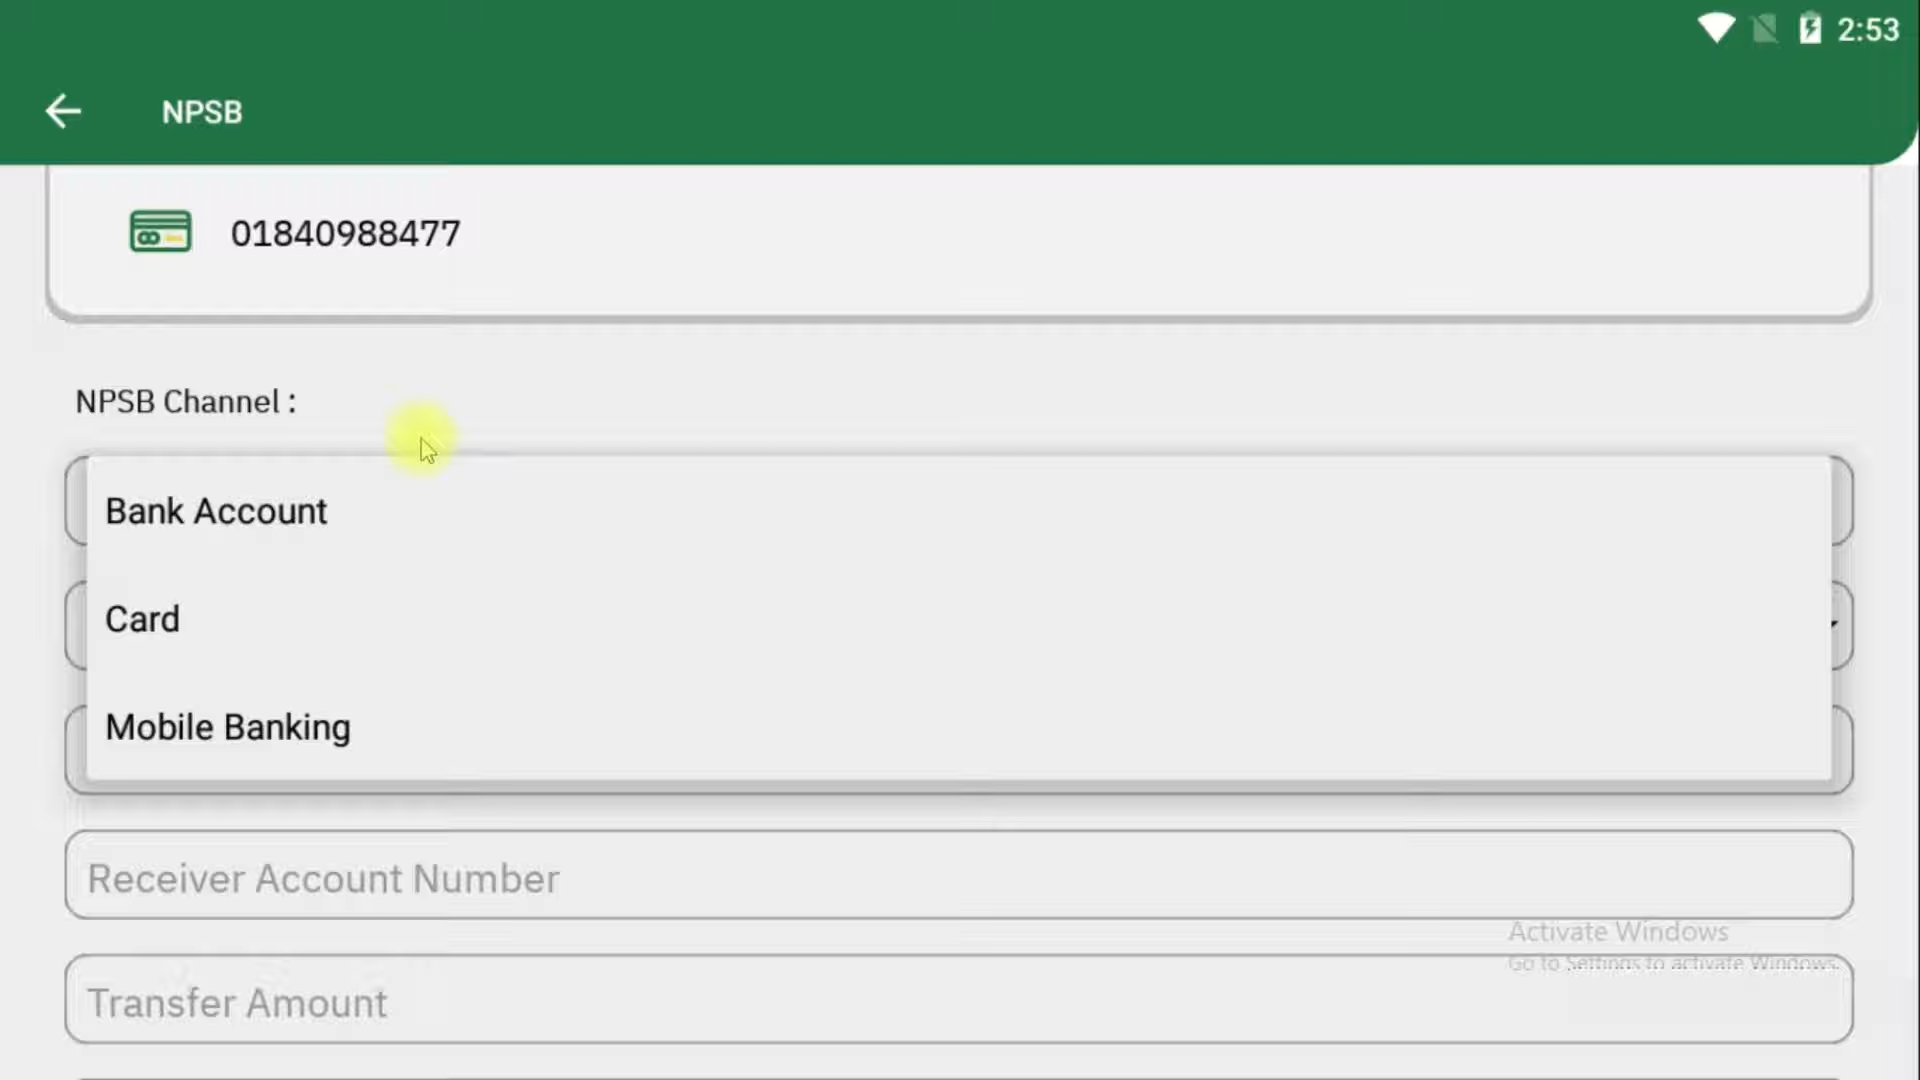 2:53
NPSB
01840988477
NPSB Channel :
Bank Account
Card
Mobile Banking
Receiver Account Number
Activate Windows
Go to Settings to activate Windows.
Transfer Amount